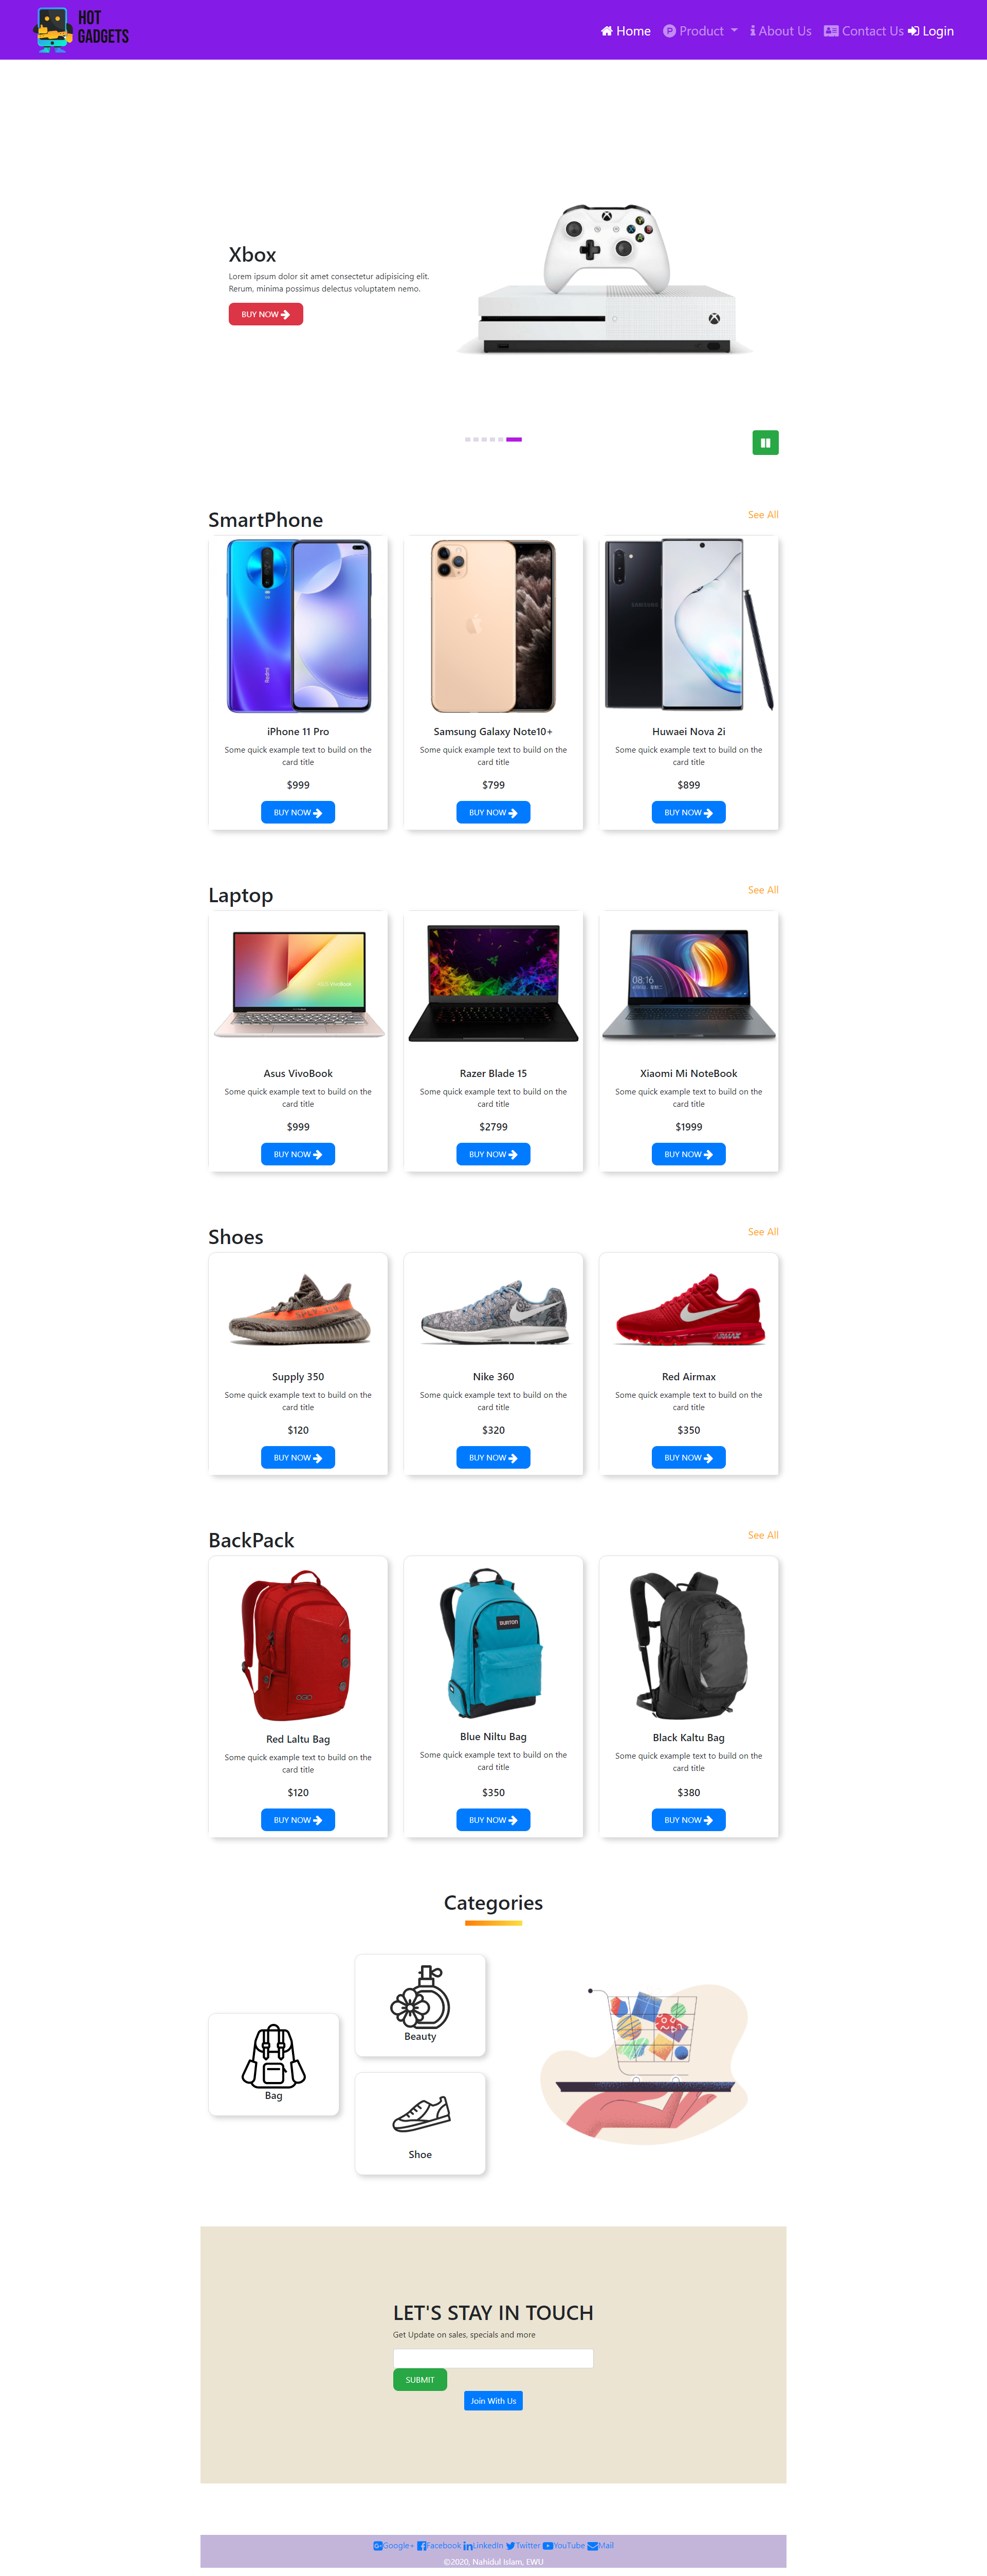 HOT
GADGETS
Home Product About Us Contact Us Login
Xbox
Lorem ipsum dolor sit amet consectetur adipisicing elit.
Rerum, minima possimus delectus voluptatem nemo.
BUY NOW
SmartPhone
See All
Redmi
SAMSUNG
iPhone 11 Pro
Some quick example text to build on the
card title
$999
BUY NOW
Samsung Galaxy Note10+
Some quick example text to build on the
card title
$799
BUY NOW
Huwaei Nova 2i
Some quick example text to build on the
card title
$899
BUY NOW
Laptop
See All
ASUS VivoBook
08:16
Asus VivoBook
Some quick example text to build on the
card title
$999
BUY NOW
Razer Blade 15
Some quick example text to build on the
card title
$2799
BUY NOW
Xiaomi Mi NoteBook
Some quick example text to build on the
card title
$1999
BUY NOW
Shoes
See All
AIRMAX
Supply 350
Some quick example text to build on the
card title
$120
BUY NOW
Nike 360
Some quick example text to build on the
card title
$320
BUY NOW
Red Airmax
Some quick example text to build on the
card title
$350
BUY NOW
BackPack
See All
OGIO
BURTON
Red Laltu Bag
Some quick example text to build on the
card title
$120
BUY NOW
Blue Niltu Bag
Some quick example text to build on the
card title
$350
BUY NOW
Black Kaltu Bag
Some quick example text to build on the
card title
$380
BUY NOW
Categories
Bag
Beauty
Shoe
LET'S STAY IN TOUCH
Get Update on sales, specials and more
SUBMIT
Join With Us
Google+ Facebook LinkedIn Twitter YouTube Mail
©2020, Nahidul Islam, EWU